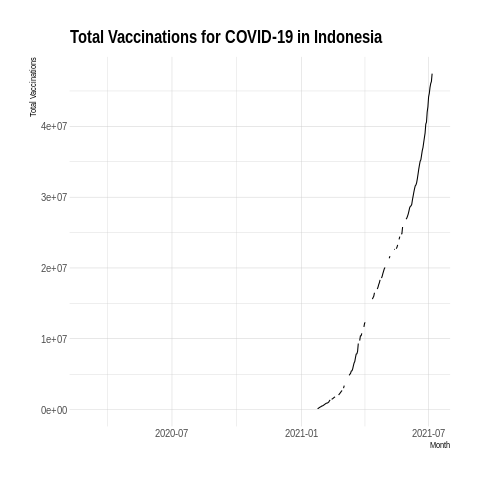 Total Vaccinations for COVID-19 in Indonesia
Total Vaccinations
4e+07
3e+07
2e+07
1e+07
0e+00
2020-07
2021-01
2021-07
Month